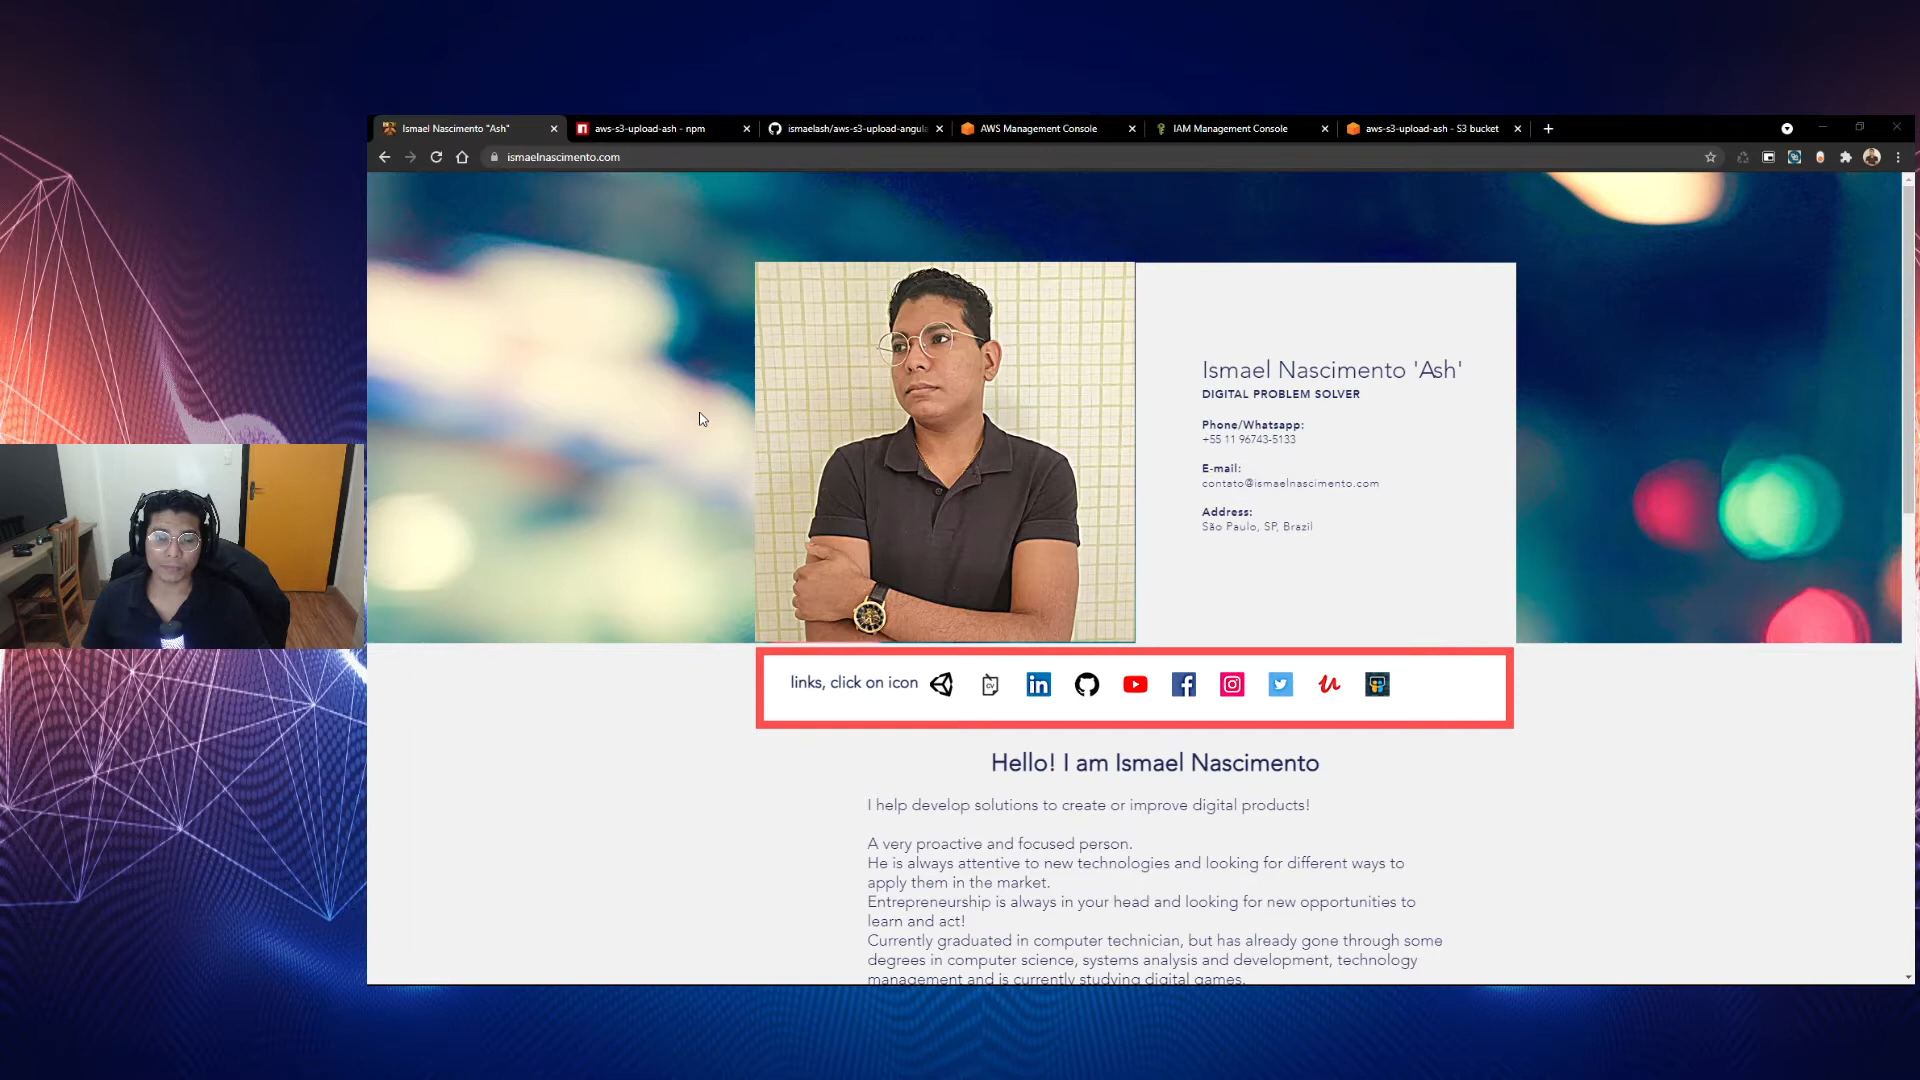 Ismael Nascimento "Ash"
aws-s3-upload-ash - npm
ismaelash/aws-s3-upload-angula
AWS Management Console
IAM Management Console
aws-s3-upload-ash - S3 bucket
ismaelnascimento.com
Ismael Nascimento 'Ash'
DIGITAL PROBLEM SOLVER
Phone/Whatsapp:
+55 11 96743-5133
E-mail:
contato@ismaelnascimento.com
Address:
São Paulo, SP, Brazil
links, click on icon
CV
Hello! I am Ismael Nascimento
I help develop solutions to create or improve digital products!
A very proactive and focused person.
He is always attentive to new technologies and looking for different ways to
apply them in the market.
Entrepreneurship is always in your head and looking for new opportunities to
learn and act!
Currently graduated in computer technician, but has already gone through some
degrees in computer science, systems analysis and development, technology
management and is currently studying digital games.